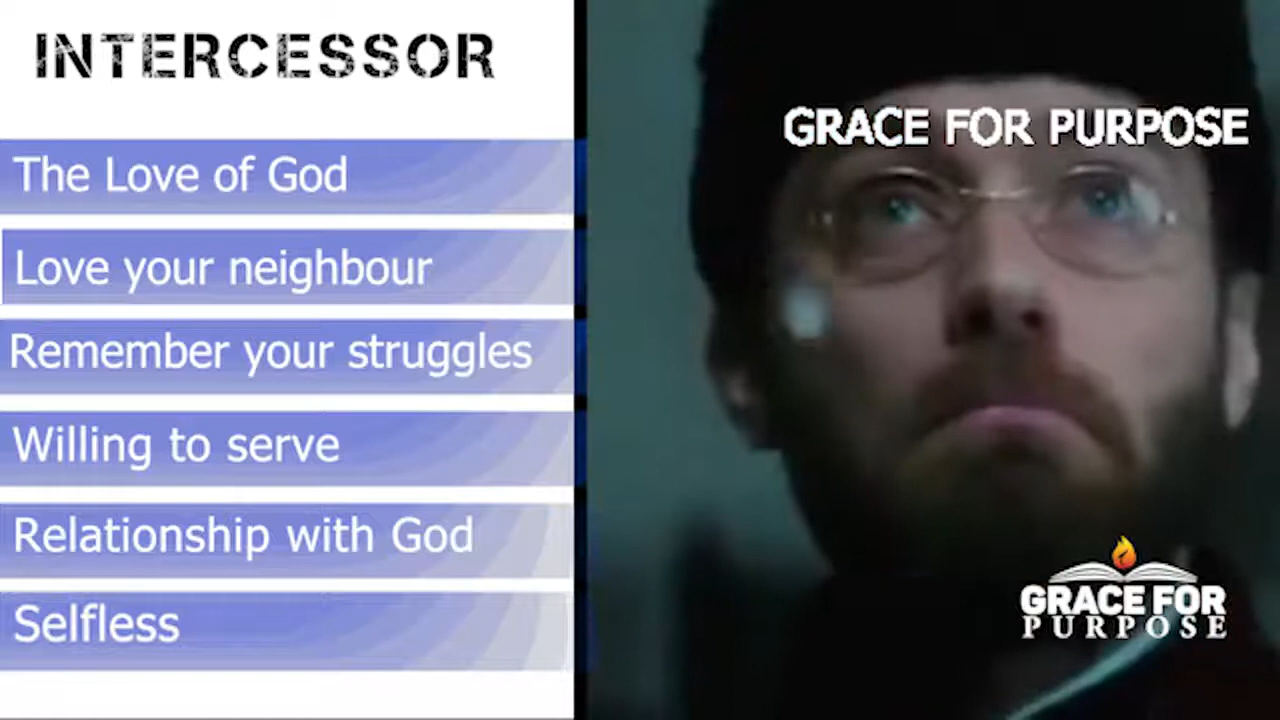 INTERCESSOR
The Love of God
Love your neighbour
Remember your struggles
Willing to serve
Relationship with God
Selfless
GRACE FOR PURPOSE
GRACE FOR
PURPOSE